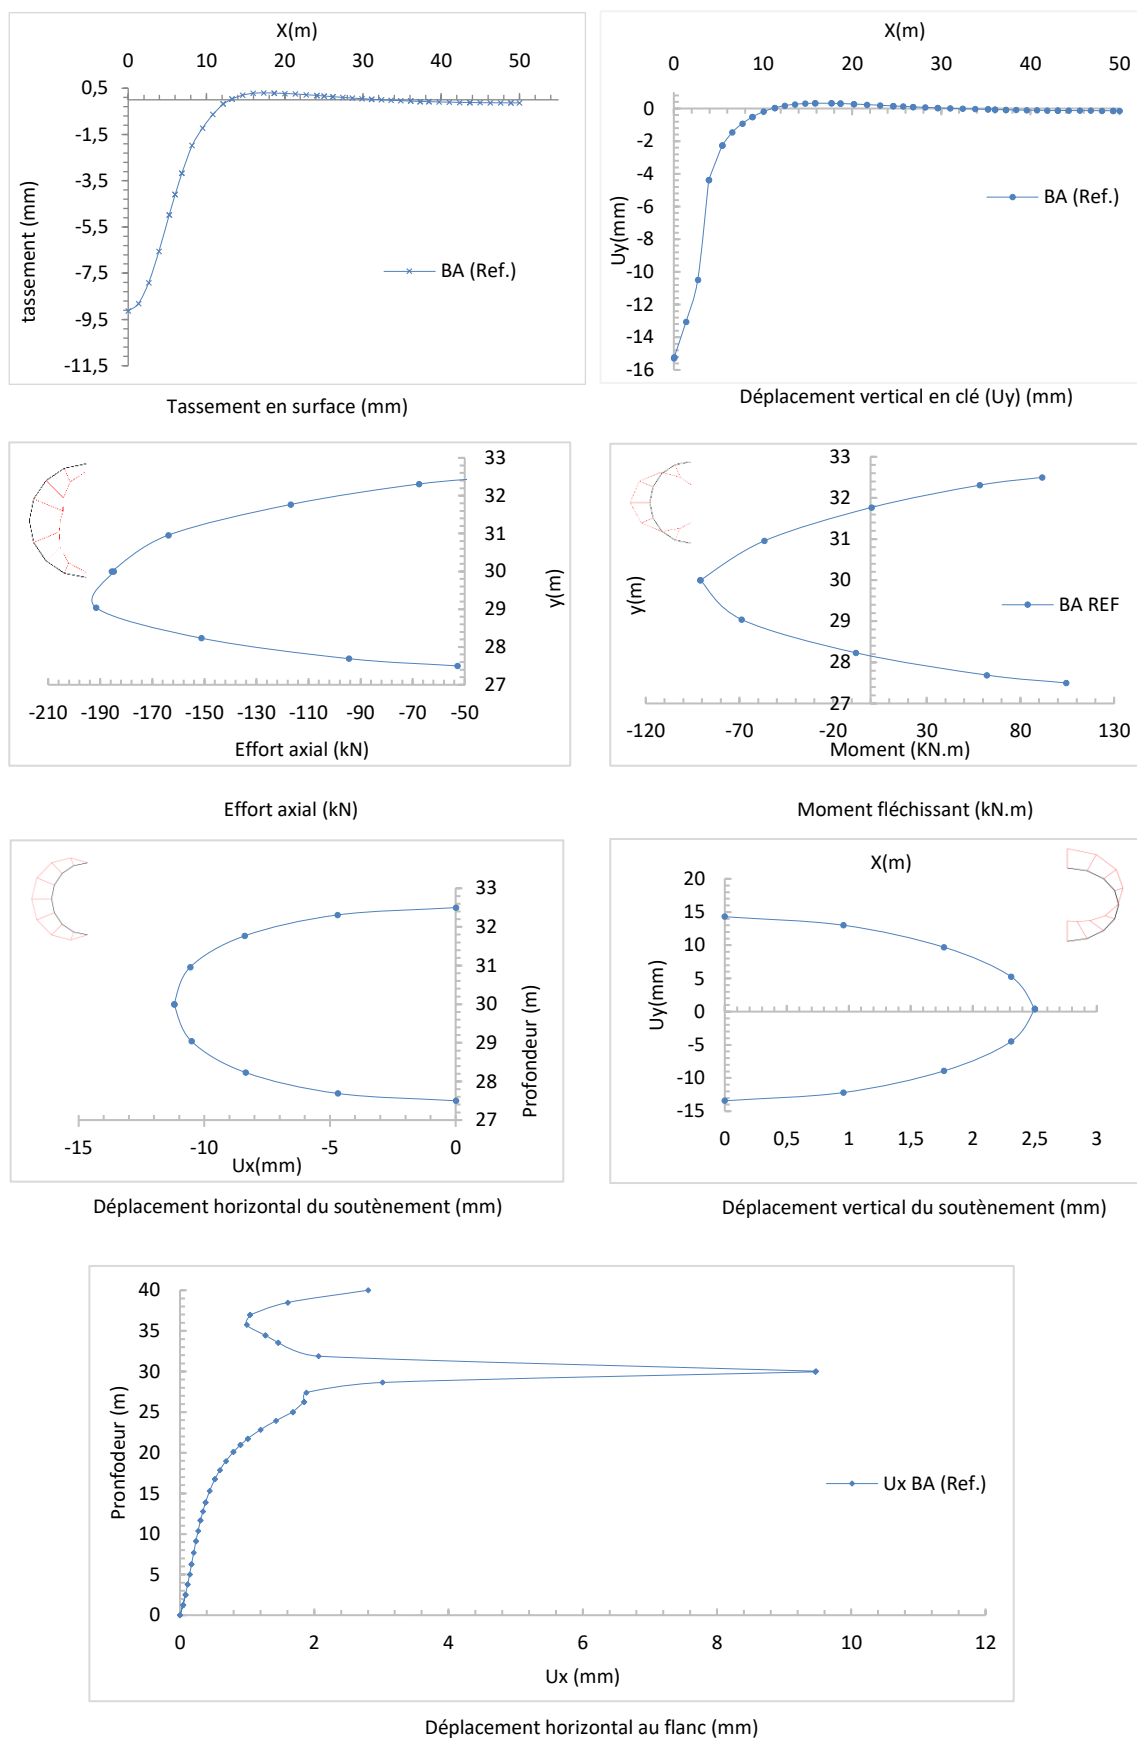 X(m)
0 10 20 30 40 50
0,5
-1,5
-3,5
-5,5
-7,5
-9,5
-11,5
tassement (mm)
BA (Ref.)
Tassement en surface (mm)
X(m)
0 10 20 30 40 50
0
-2
-4
-6
-8
-10
-12
-14
-16
Uy(mm)
BA (Ref.)
Déplacement vertical en clé (Uy) (mm)
33
32
31
30
29
28
27
y(m)
-210 -190 -170 -150 -130 -110 -90 -70 -50
Effort axial (kN)
Effort axial (kN)
33
32
31
30
29
28
27
y(m)
BA REF
-120 -70 -20 30 80 130
Moment (KN.m)
Moment fléchissant (kN.m)
33
32
31
30
29
28
27
Profondeur (m)
-15 -10 -5 0
Ux(mm)
Déplacement horizontal du soutènement (mm)
X(m)
20
15
10
5
0
-5
-10
-15
Uy(mm)
0 0,5 1 1,5 2 2,5 3
Déplacement vertical du soutènement (mm)
40
35
30
25
20
15
10
5
0
Pronfodeur (m)
Ux BA (Ref.)
0 2 4 6 8 10 12
Ux (mm)
Déplacement horizontal au flanc (mm)